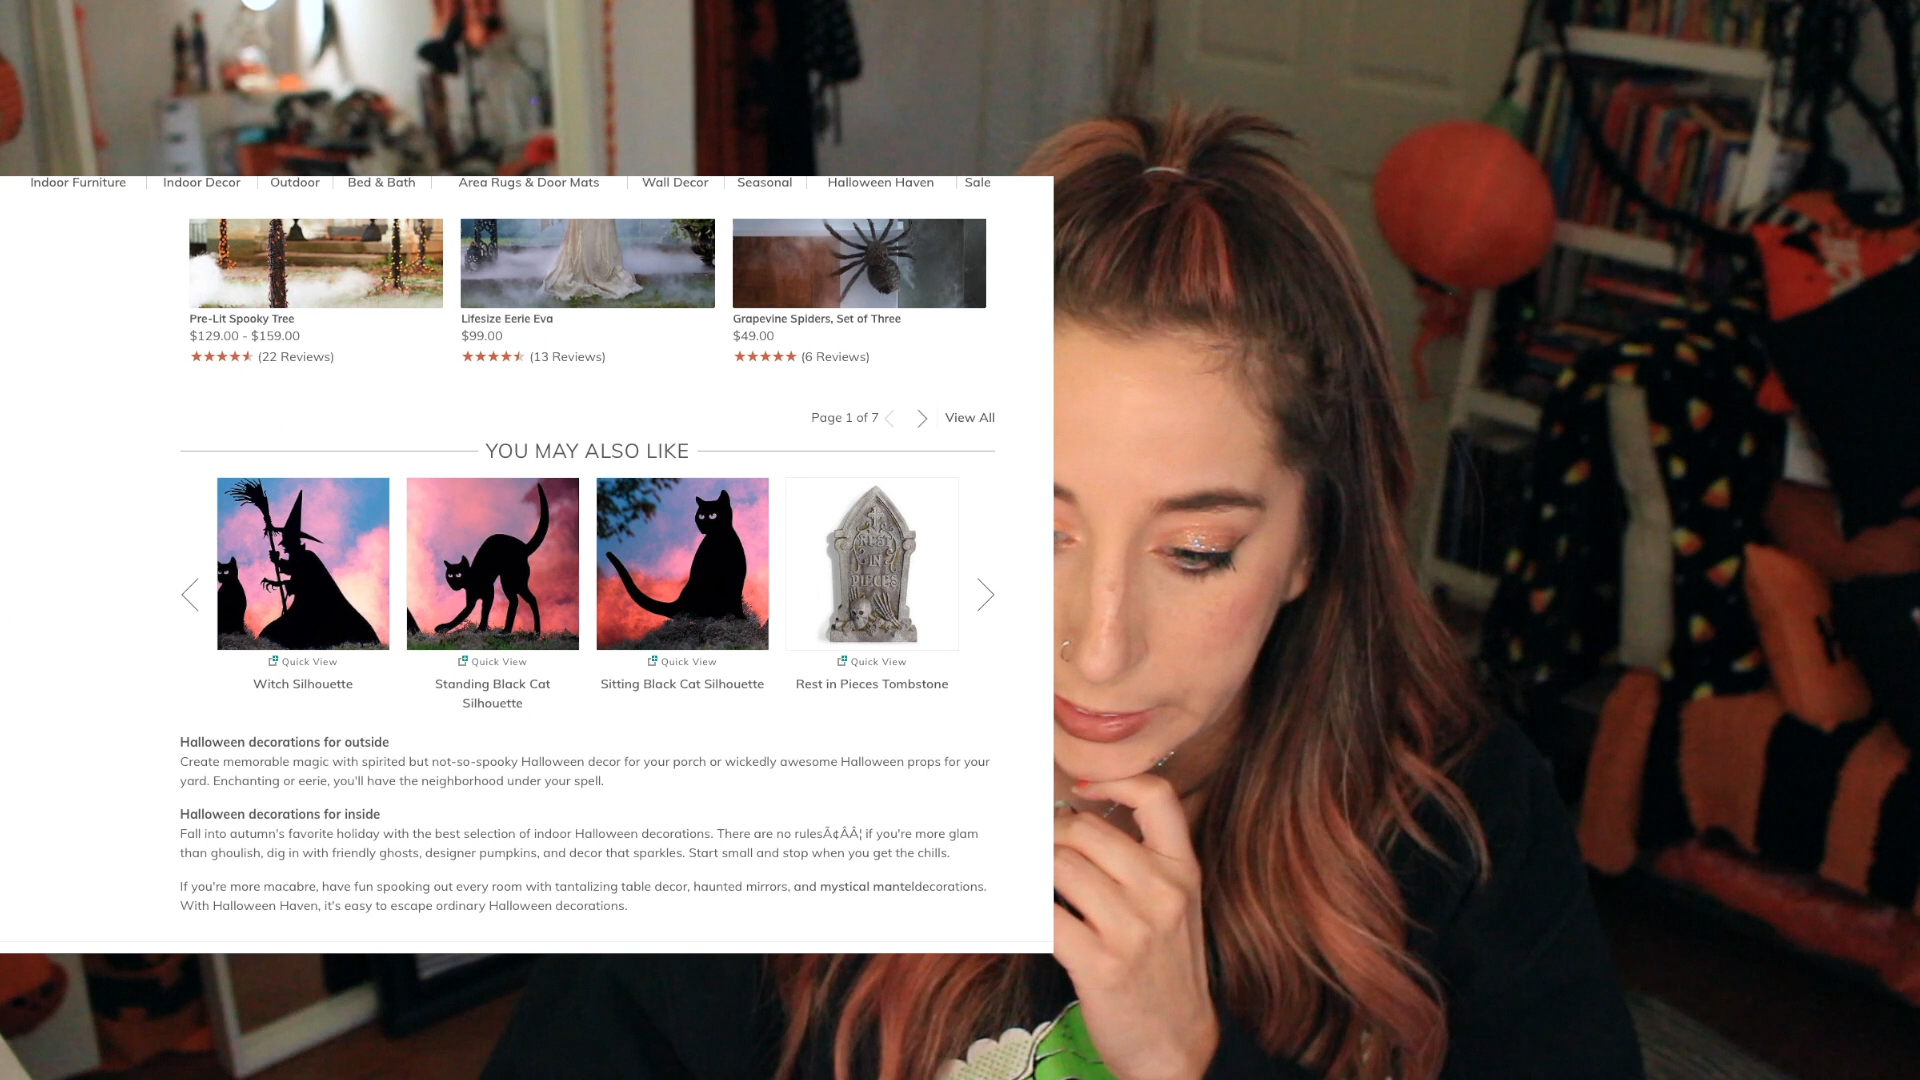 Indoor Furniture Indoor Decor Outdoor Bed & Bath Area Rugs & Door Mats Wall Decor Seasonal Halloween Haven Sale
Pre-Lit Spooky Tree
$129.00 - $159.00
(22 Reviews)
Lifesize Eerie Eva
$99.00
(13 Reviews)
Grapevine Spiders, Set of Three
$49.00
(6 Reviews)
Page 1 of 7 View All
YOU MAY ALSO LIKE
REST
IN
PIECES
Quick View
Witch Silhouette
Quick View
Standing Black Cat
Silhouette
Quick View
Sitting Black Cat Silhouette
Quick View
Rest in Pieces Tombstone
Halloween decorations for outside
Create memorable magic with spirited but not-so-spooky Halloween decor for your porch or wickedly awesome Halloween props for your
yard. Enchanting or eerie, you'll have the neighborhood under your spell.
Halloween decorations for inside
Fall into autumn's favorite holiday with the best selection of indoor Halloween decorations. There are no rulesÃ¢ÂÂ¦ if you're more glam
than ghoulish, dig in with friendly ghosts, designer pumpkins, and decor that sparkles. Start small and stop when you get the chills.
If you're more macabre, have fun spooking out every room with tantalizing table decor, haunted mirrors, and mystical manteldecorations.
With Halloween Haven, it's easy to escape ordinary Halloween decorations.